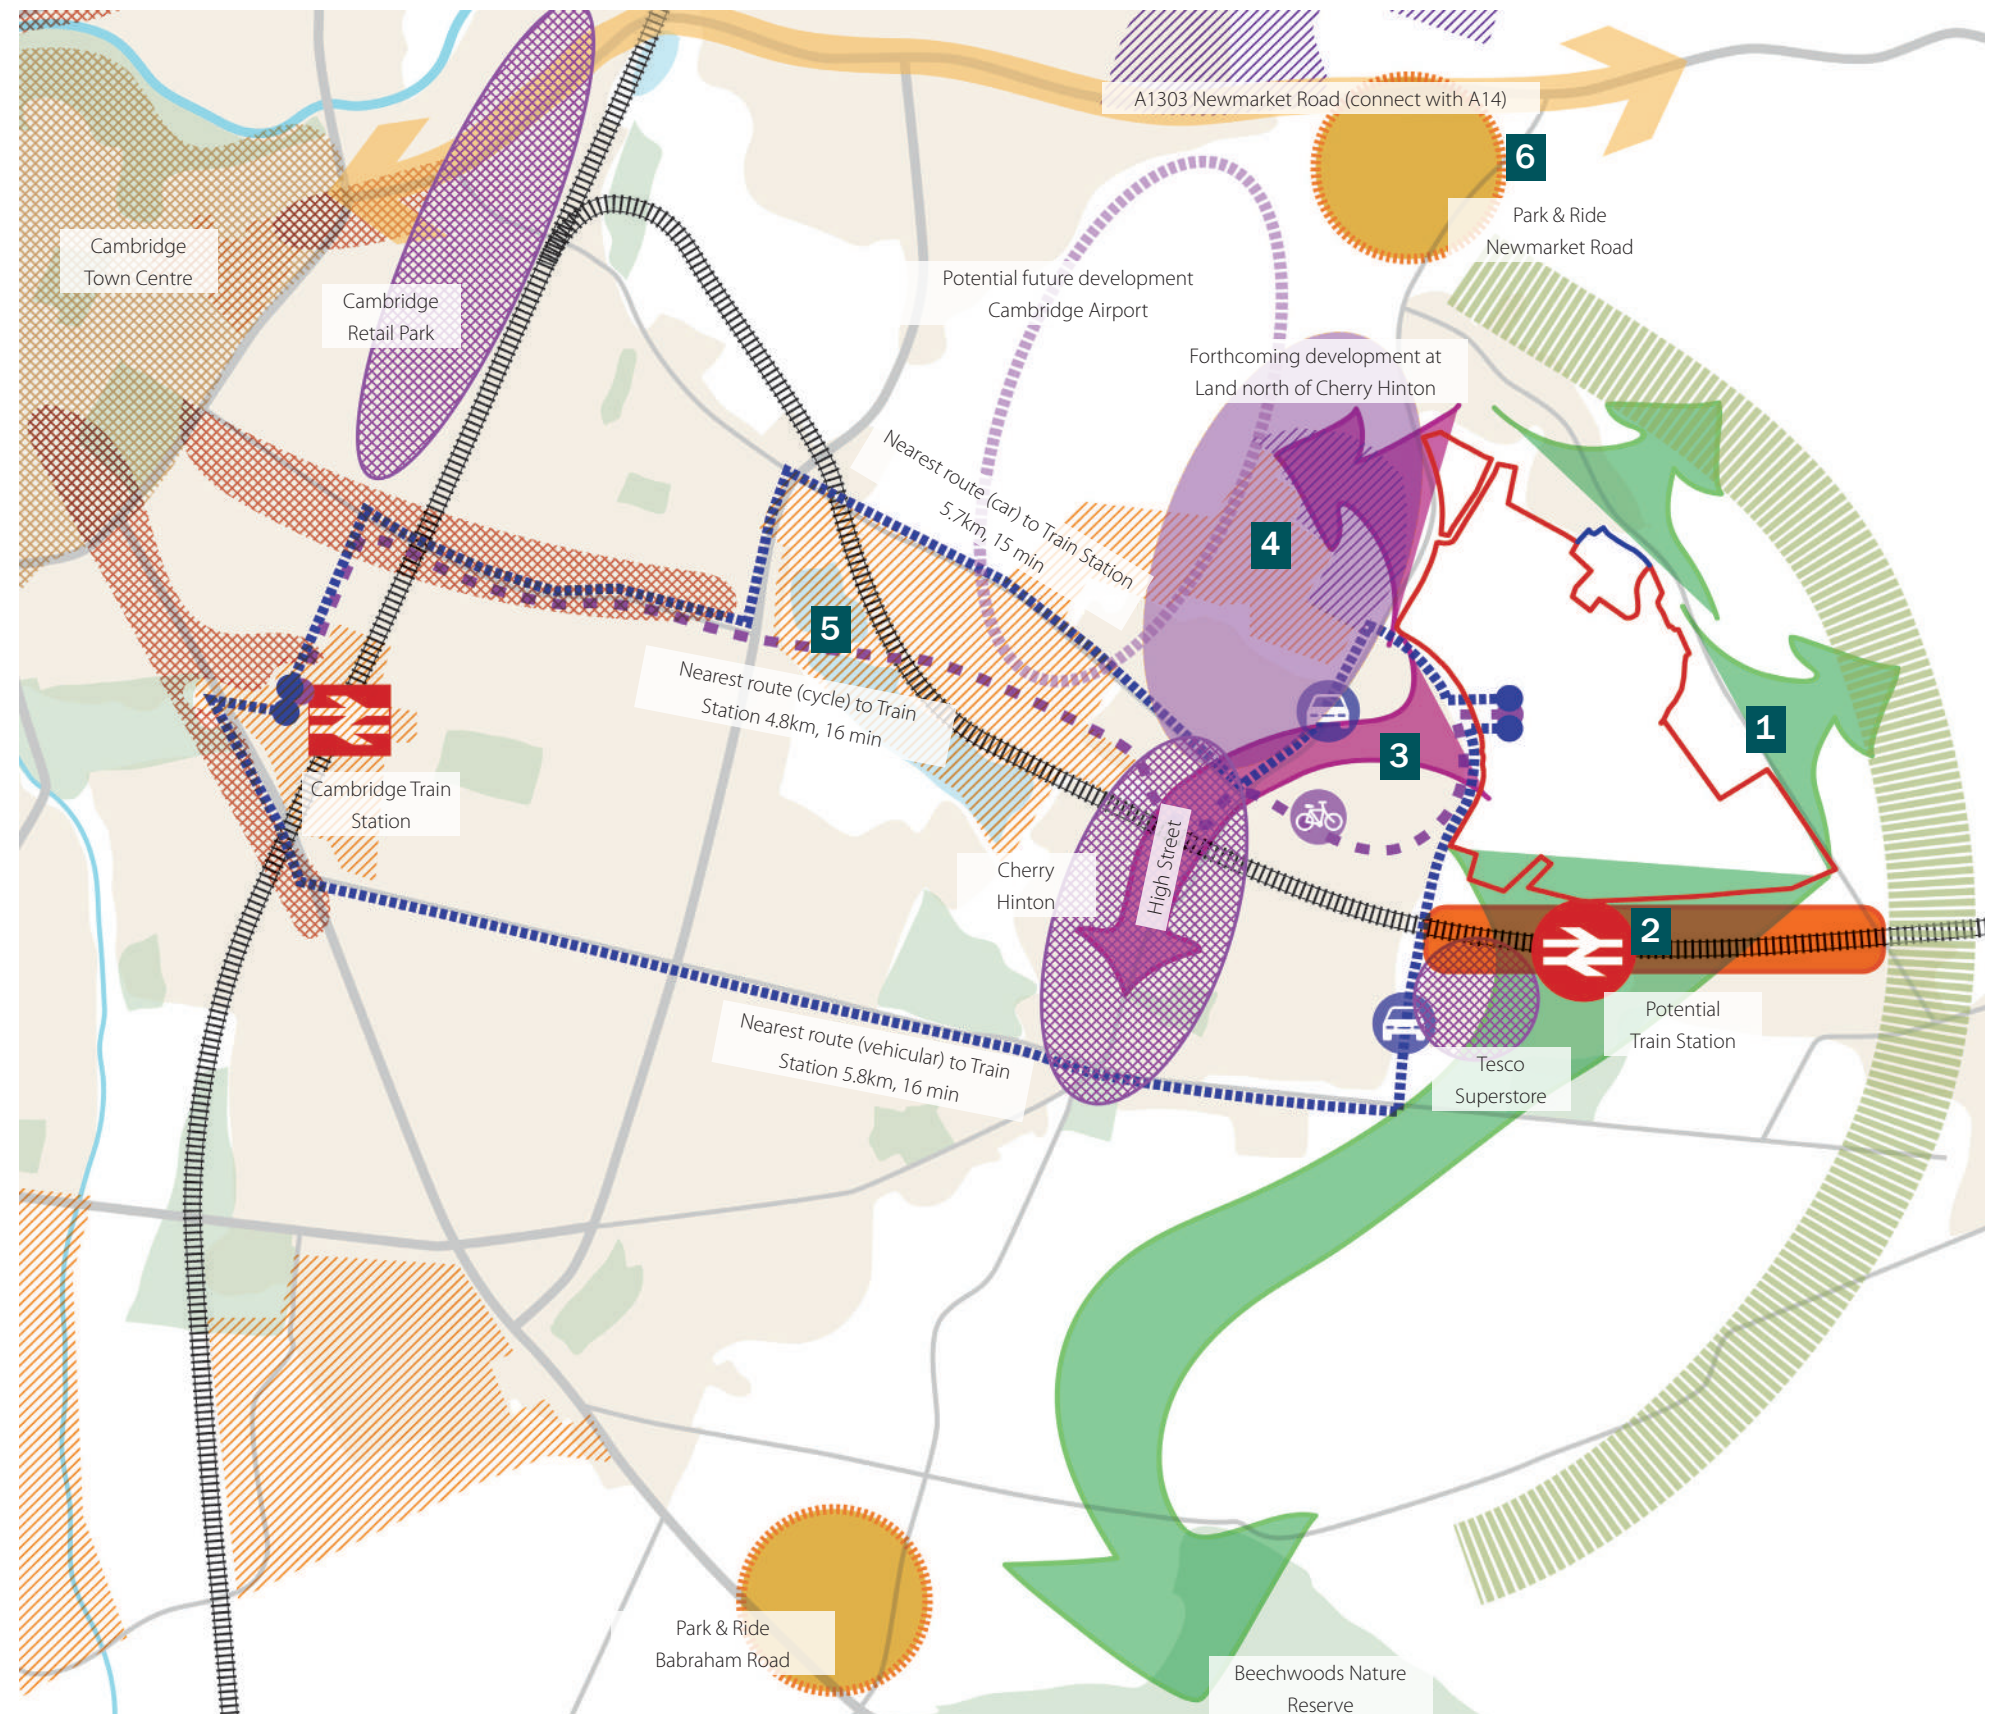 A1303 Newmarket Road (connect with A14)
6
Park & Ride
Newmarket Road
Cambridge
Town Centre
Cambridge
Retail Park
Potential future development
Cambridge Airport
Forthcoming development at
Land north of Cherry Hinton
Nearest route (car) to Train Station
5.7km, 15 min
4
5
Nearest route (cycle) to Train
Station 4.8km, 16 min
3
1
Cambridge Train
Station
High Street
Cherry
Hinton
2
Potential
Train Station
Nearest route (vehicular) to Train
Station 5.8km, 16 min
Tesco
Superstore
Park & Ride
Babraham Road
Beechwoods Nature
Reserve